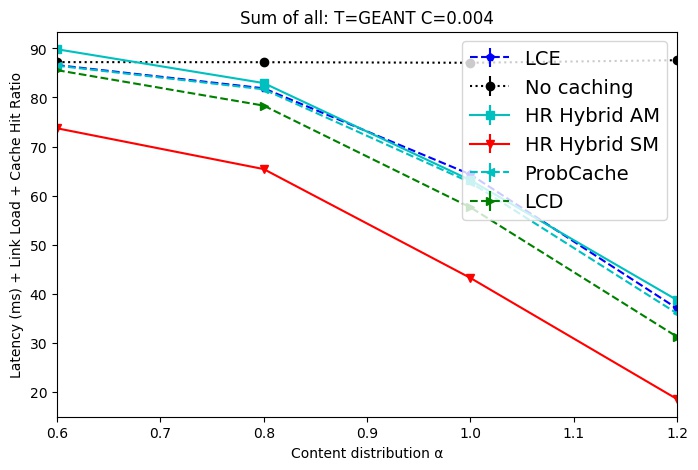 Sum of all: T=GEANT C=0.004
Latency (ms) + Link Load + Cache Hit Ratio
90
80
70
60
50
40
30
20
LCE
No caching
HR Hybrid AM
HR Hybrid SM
ProbCache
LCD
0.6 0.7 0.8 0.9 1.0 1.1 1.2
Content distribution α